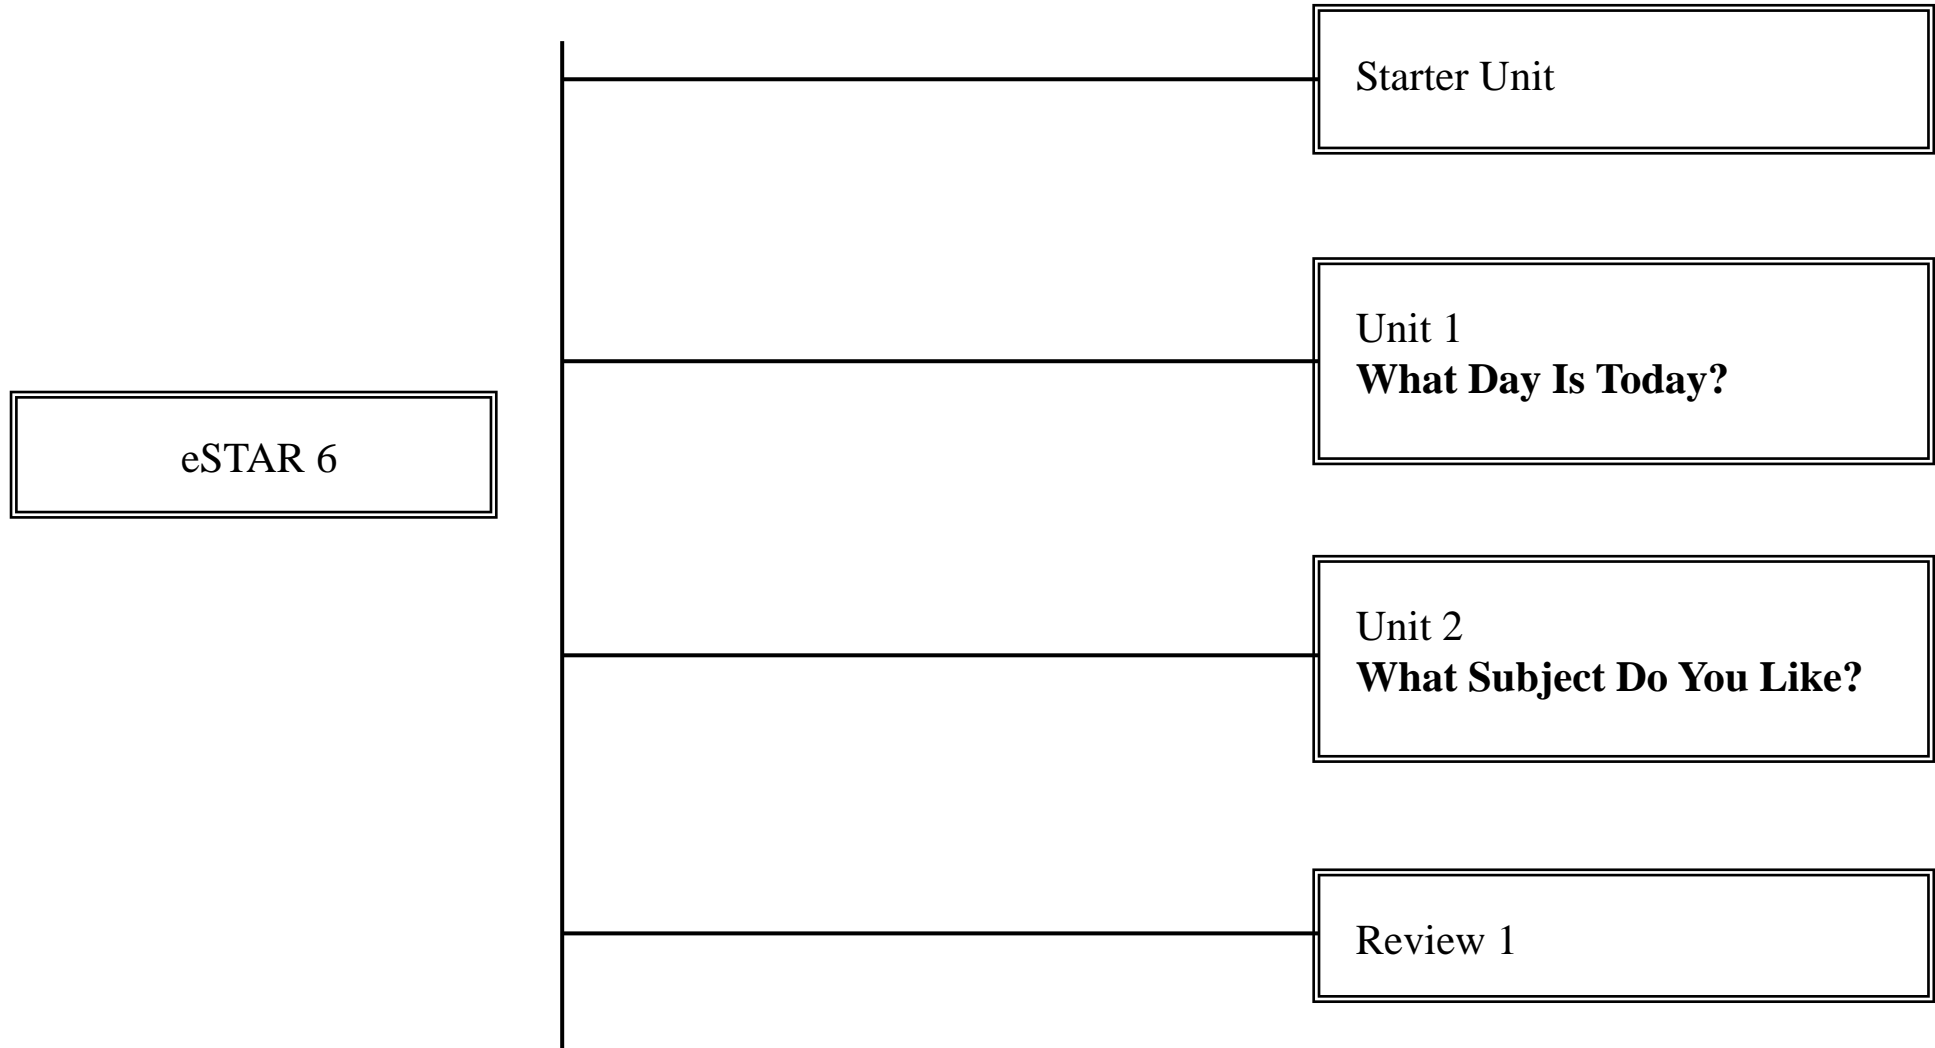 eSTAR 6
Starter Unit
Unit 1
What Day Is Today?
Unit 2
What Subject Do You Like?
Review 1